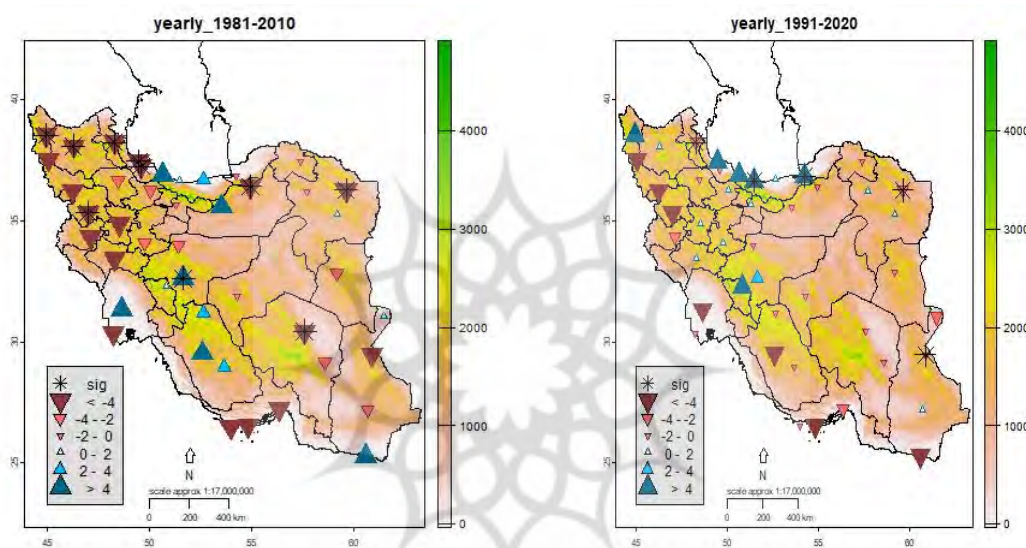 yearly_1981-2010
40
35
30
25
45
50
55
60
4000
3000
2000
1000
0
sig
< -4
-4--2
-2 - 0
0 - 2
2 - 4
> 4
N
scale approx 1:17,000,000
0 200 400 km
yearly_1991-2020
40
35
30
25
45
50
55
60
4000
3000
2000
1000
0
sig
< -4
-4--2
-2 - 0
0 - 2
2 - 4
> 4
N
scale approx 1:17,000,000
0 200 400 km